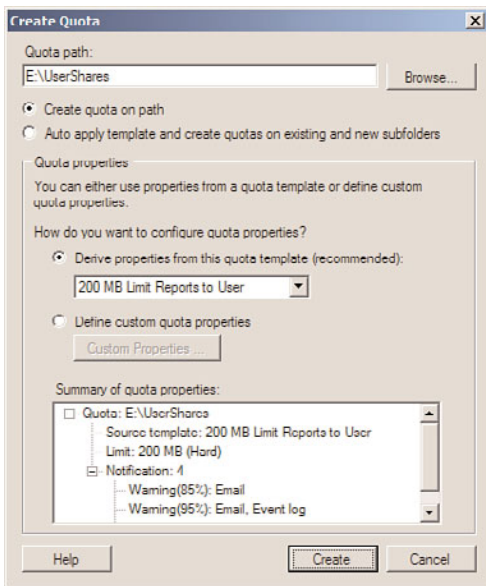 Create Quota
Quota path:
E:\UserShares
Browse...
Create quota on path
Auto apply template and create quotas on existing and new subfolders
Quota properties
You can either use properties from a quota template or define custom
quota properties.
How do you want to configure quota properties?
Derive properties from this quota template (recommended):
200 MB Limit Reports to User
Define custom quota properties
Custom Properties ...
Summary of quota properties:
Quota: E:\UserShares
Source template: 200 MB Limit Reports to User
Limit: 200 MB (Hard)
Notification: 4
Warning(85%): Email
Warning(95%): Email, Event log
Help
Create
Cancel